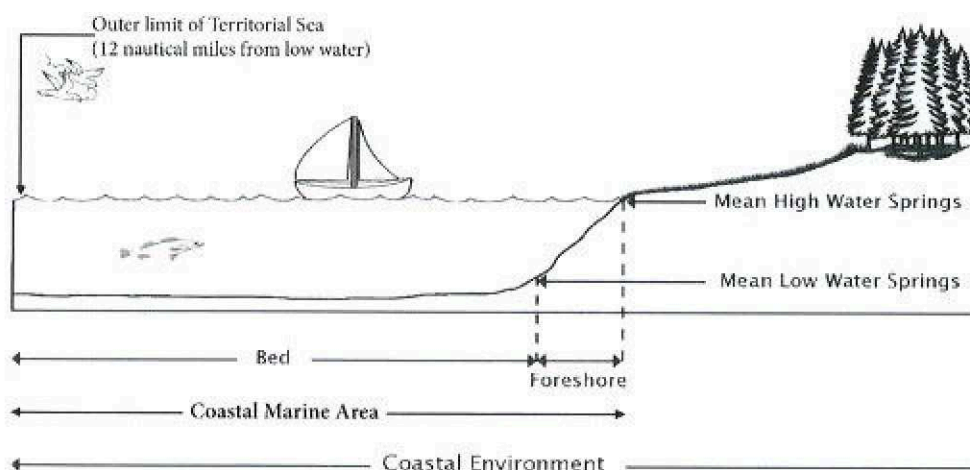 Outer limit of Territorial Sea
(12 nautical miles from low water)
Mean High Water Springs
Mean Low Water Springs
Bed
Foreshore
Coastal Marine Area
Coastal Environment